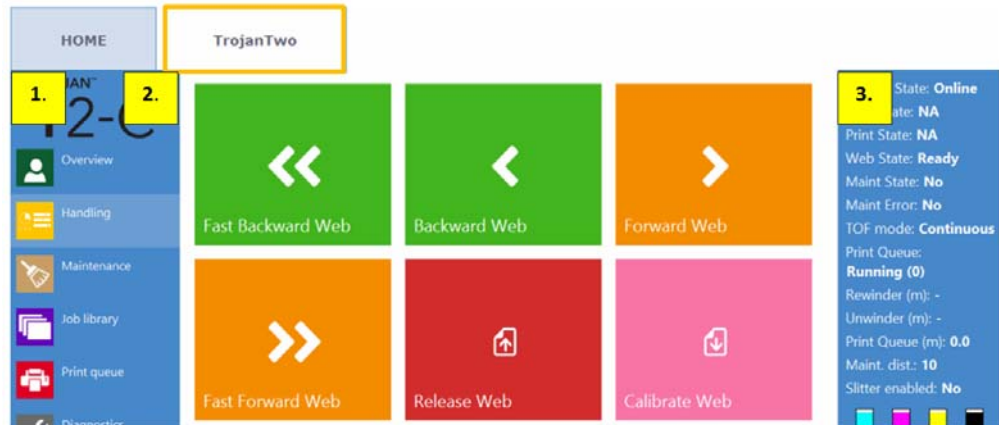 HOME
TrojanTwo
1.
2.
Overview
Handling
Maintenance
Job library
Print queue
Diagnostics
Fast Backward Web
Backward Web
Forward Web
Fast Forward Web
Release Web
Calibrate Web
3.
State: Online
NA
Print State: NA
Web State: Ready
Maint State: No
Maint Error: No
TOF mode: Continuous
Print Queue:
Running (0)
Rewinder (m): -
Unwinder (m): -
Print Queue (m): 0.0
Maint. dist.: 10
Slitter enabled: No